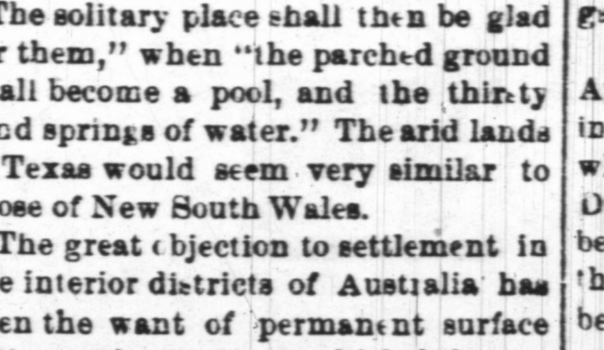 The solitary place shall then be glad
them," when "the parched ground
all become a pool, and the thirsty
springs of water." The arid lands
Texas would seem very similar to
ose of New South Wales.
The great objection to settlement in
e interior districts of Australia has
en the want of permanent surface